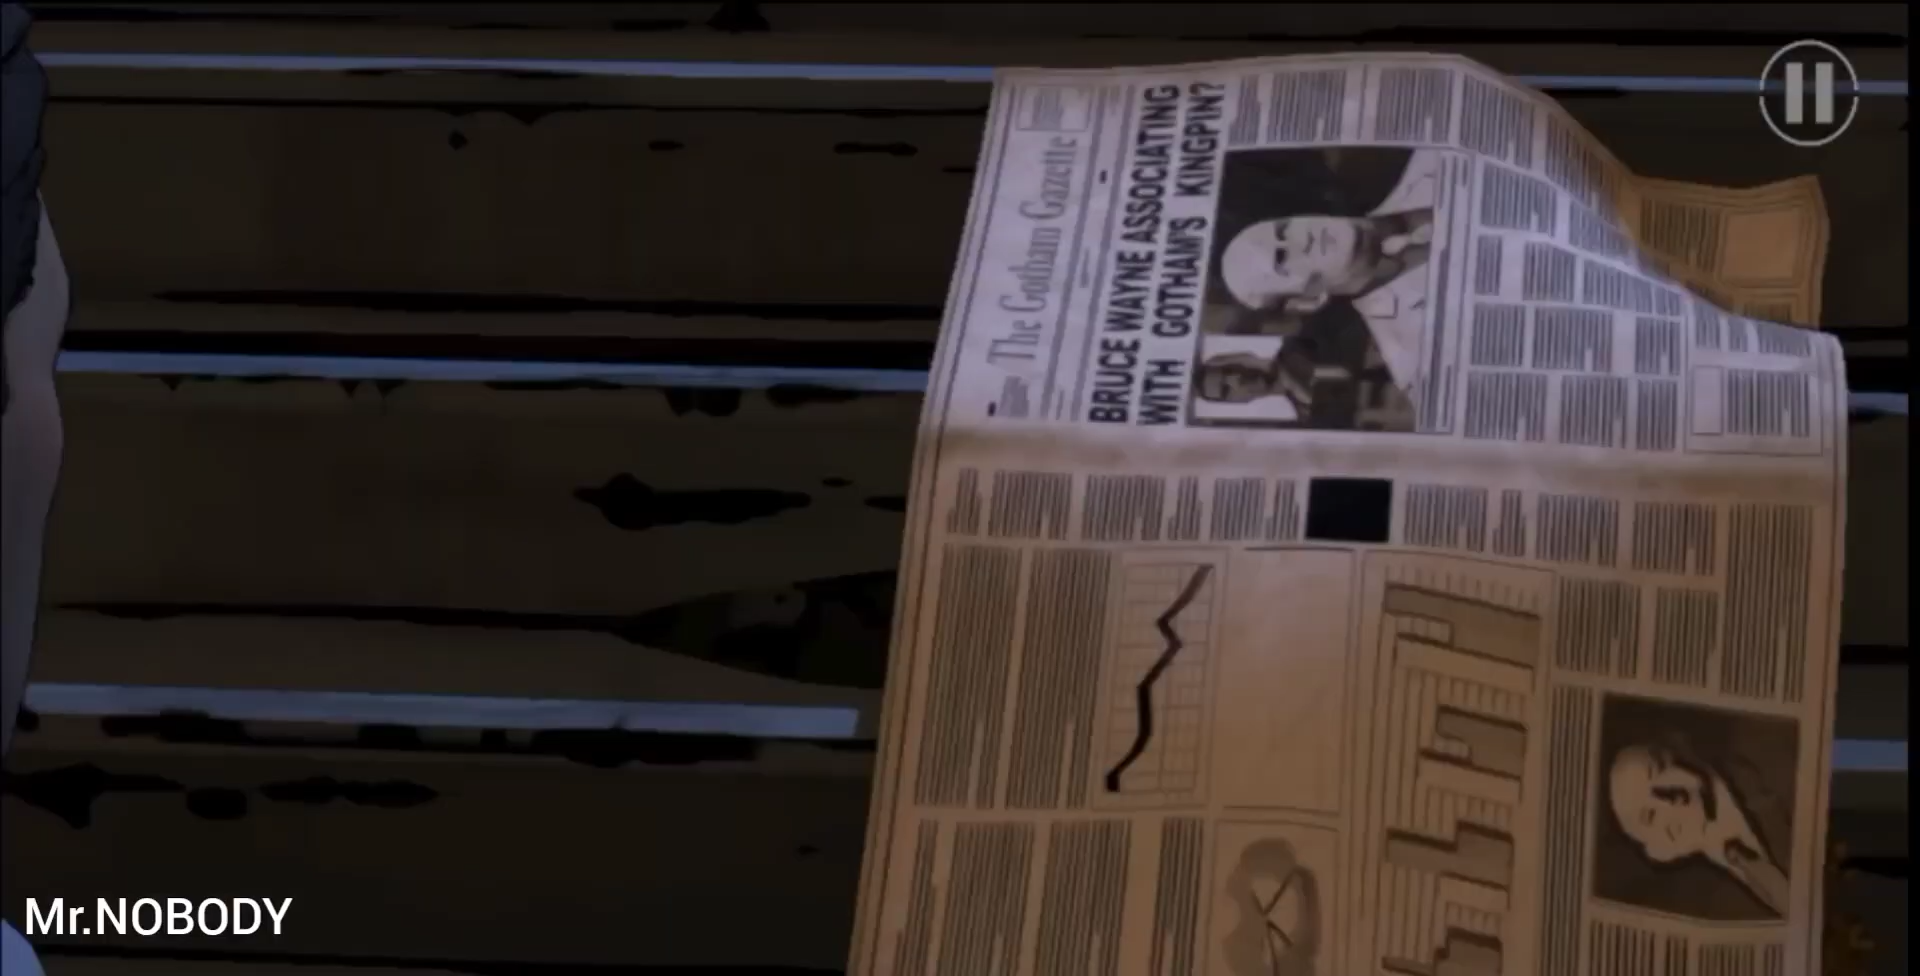 The Gotham Gazette
BRUCE WAYNE ASSOCIATING
WITH GOTHAM'S KINGPIN?
Mr.NOBODY